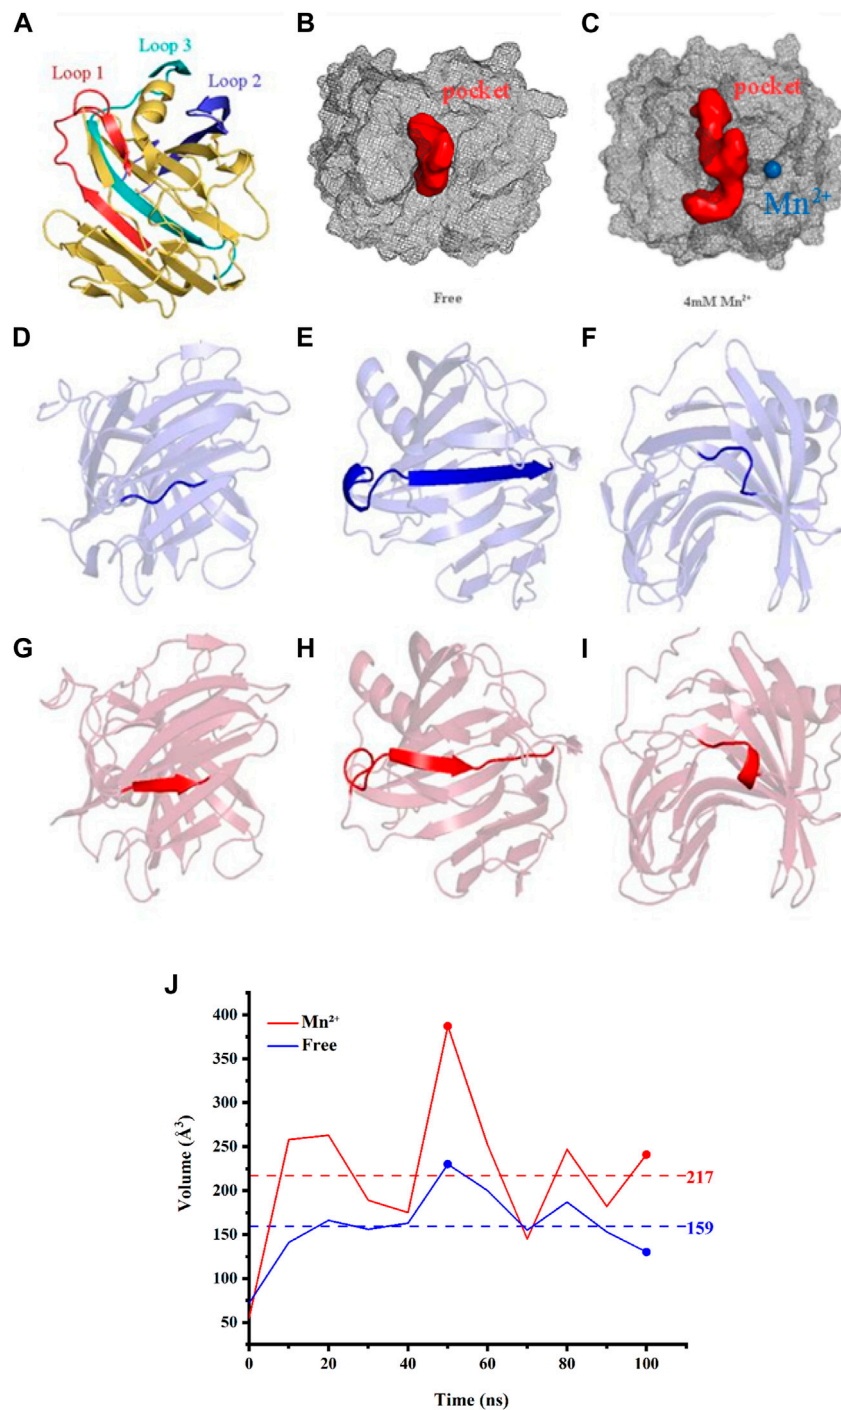 A
B
C
Loop 3
Loop 1
Loop 2
pocket
pocket
Mn²⁺
Free
4mM Mn²⁺
D
E
F
G
H
I
J
Mn²⁺
Free
400
350
300
250
200
150
100
50
217
159
Volume (Å³)
0 20 40 60 80 100
Time (ns)